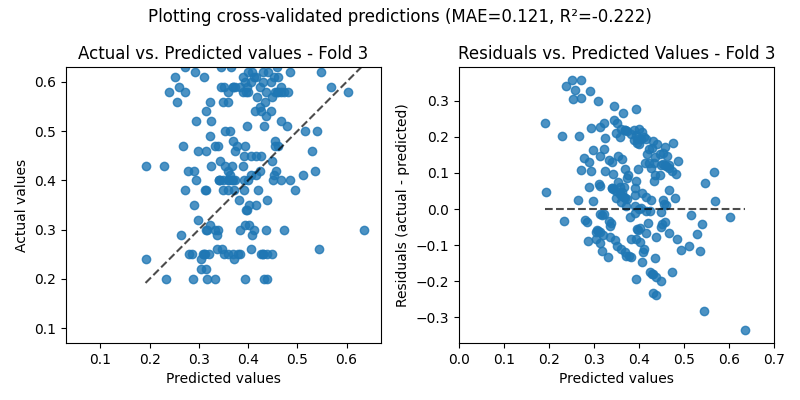 Plotting cross-validated predictions (MAE=0.121, R²=-0.222)
Actual vs. Predicted values - Fold 3
Residuals vs. Predicted Values - Fold 3
Actual values
0.6
0.5
0.4
0.3
0.2
0.1
0.1 0.2 0.3 0.4 0.5 0.6
Predicted values
Residuals (actual - predicted)
0.3
0.2
0.1
0.0
−0.1
−0.2
−0.3
0.0 0.1 0.2 0.3 0.4 0.5 0.6 0.7
Predicted values